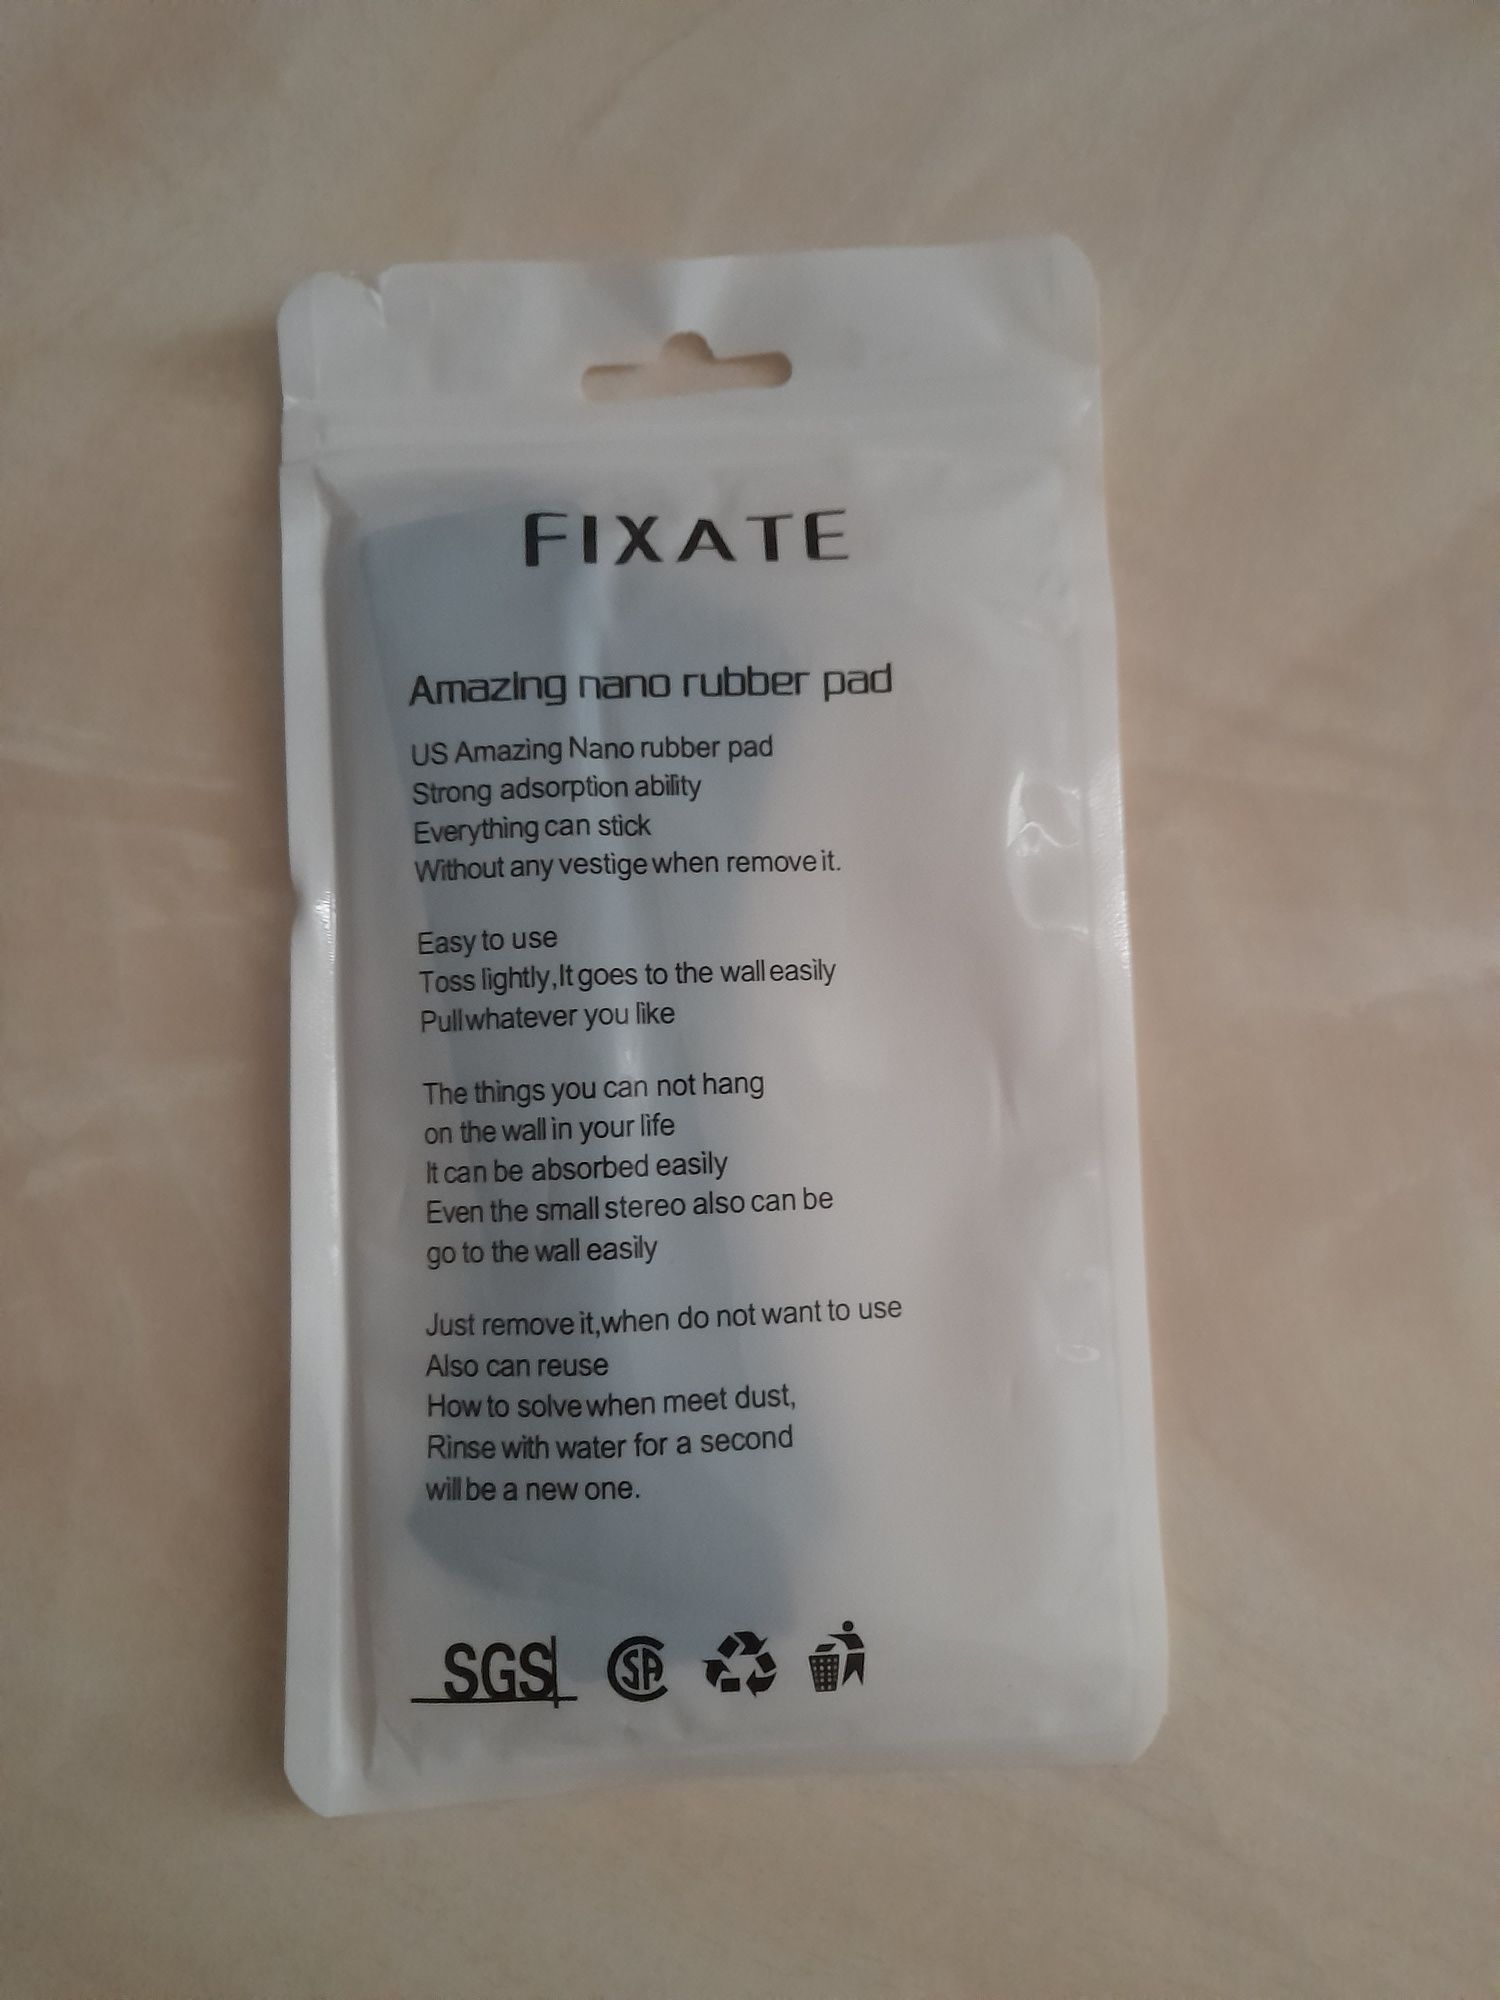 FIXATE
Amazing nano rubber pad
US Amazing Nano rubber pad
Strong adsorption ability
Everything can stick
Without any vestige when remove it.
Easy to use
Toss lightly,It goes to the wall easily
Pull whatever you like
The things you can not hang
on the wall in your life
It can be absorbed easily
Even the small stereo also can be
go to the wall easily
Just remove it,when do not want to use
Also can reuse
How to solve when meet dust,
Rinse with water for a second
will be a new one.
SGS SA